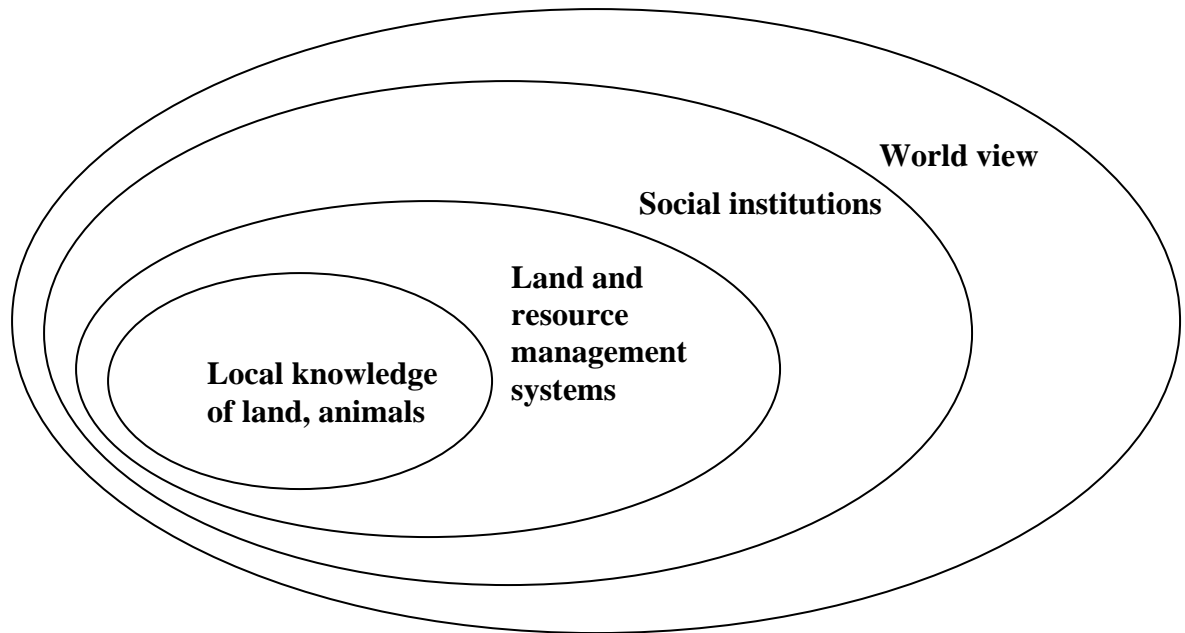 World view
Social institutions
Land and
resource
management
systems
Local knowledge
of land, animals